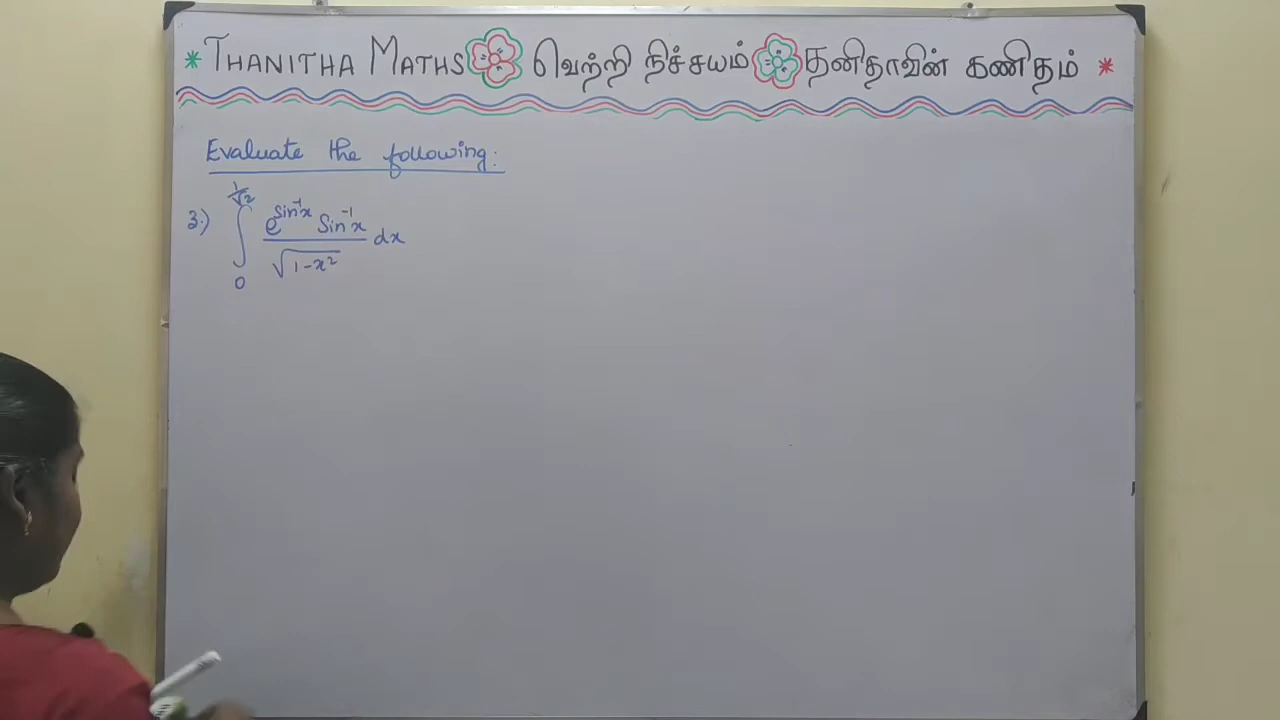 * THANITHA MATHS வெற்றி நிச்சயம் தனிதாவின் கணிதம் *
Evaluate the following:
3.) ∫₀^{1/√2} e^{Sin⁻¹x} Sin⁻¹x / √(1-x²) dx